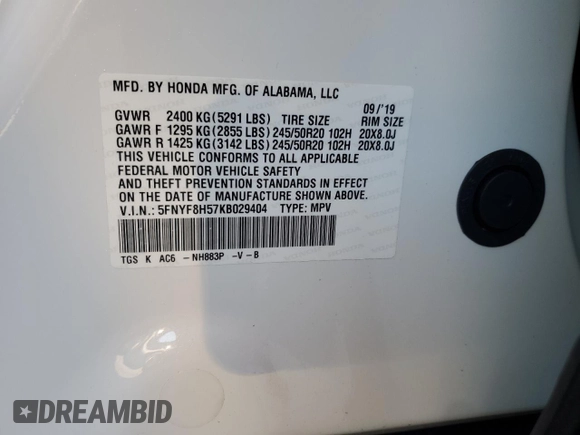 MFD. BY HONDA MFG. OF ALABAMA, LLC
09/'19
GVWR 2400 KG(5291 LBS) TIRE SIZE RIM SIZE
GAWR F 1295 KG(2855 LBS) 245/50R20 102H 20X8.0J
GAWR R 1425 KG(3142 LBS) 245/50R20 102H 20X8.0J
THIS VEHICLE CONFORMS TO ALL APPLICABLE
FEDERAL MOTOR VEHICLE SAFETY
AND THEFT PREVENTION STANDARDS IN EFFECT
ON THE DATE OF MANUFACTURE SHOWN ABOVE.
V.I.N.: 5FNYF8H57KB029404 TYPE: MPV
TGS K AC6 -NH883P -V-B
DREAMBID